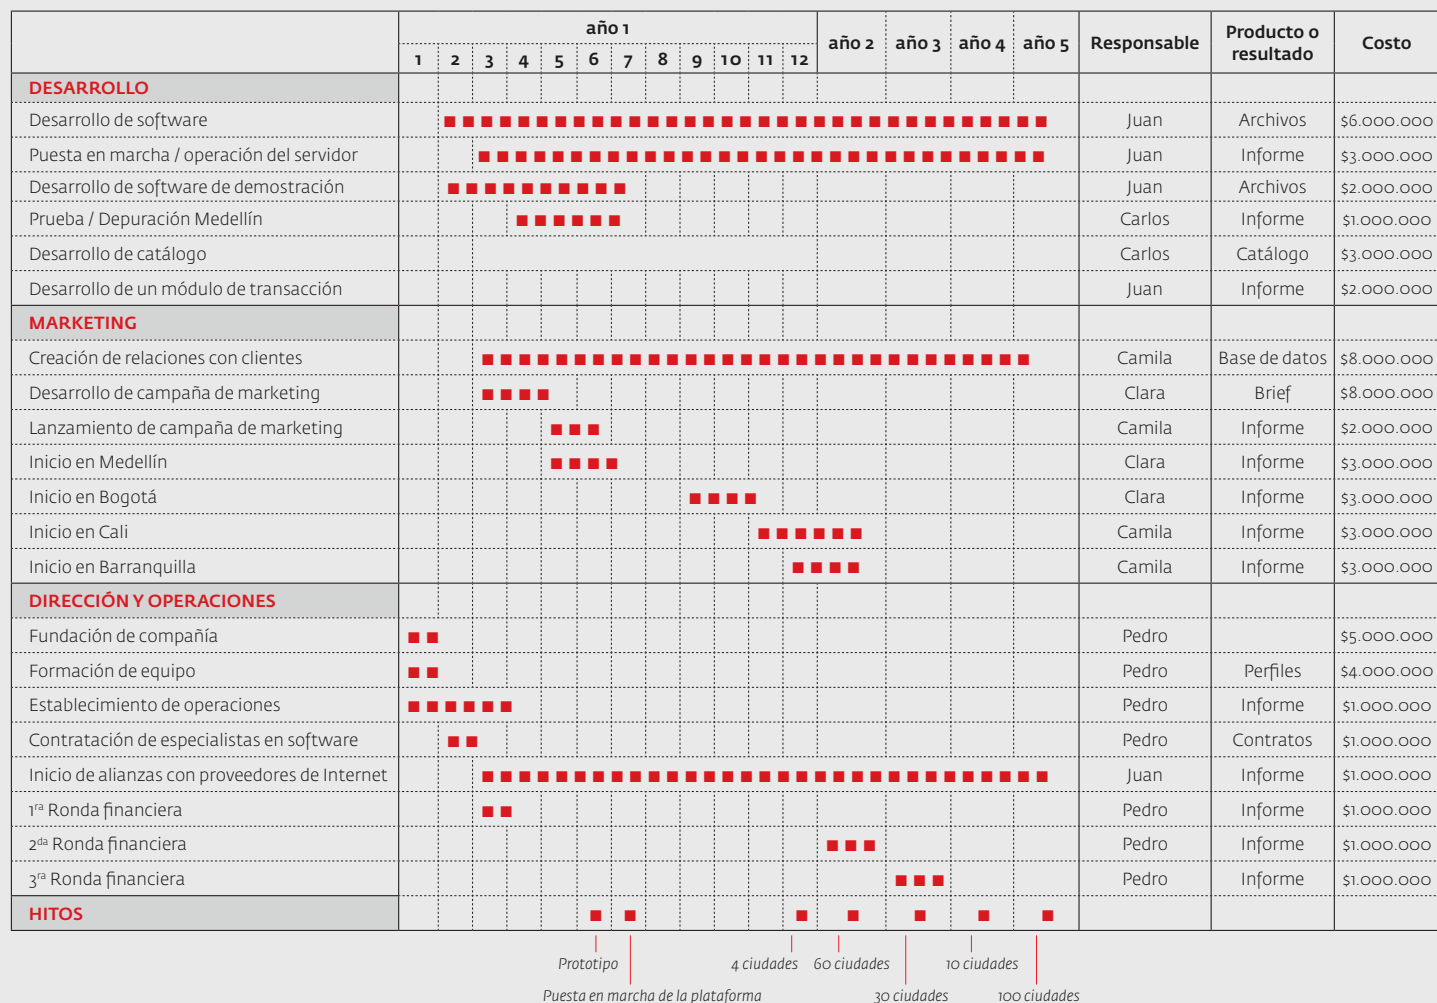 año 1 año 2 año 3 año 4 año 5 Responsable Producto o resultado Costo
1 2 3 4 5 6 7 8 9 10 11 12
DESARROLLO
Desarrollo de software Juan Archivos $6.000.000
Puesta en marcha / operación del servidor Juan Informe $3.000.000
Desarrollo de software de demostración Juan Archivos $2.000.000
Prueba / Depuración Medellín Carlos Informe $1.000.000
Desarrollo de catálogo Carlos Catálogo $3.000.000
Desarrollo de un módulo de transacción Juan Informe $2.000.000
MARKETING
Creación de relaciones con clientes Camila Base de datos $8.000.000
Desarrollo de campaña de marketing Clara Brief $8.000.000
Lanzamiento de campaña de marketing Camila Informe $2.000.000
Inicio en Medellín Clara Informe $3.000.000
Inicio en Bogotá Clara Informe $3.000.000
Inicio en Cali Camila Informe $3.000.000
Inicio en Barranquilla Camila Informe $3.000.000
DIRECCIÓN Y OPERACIONES
Fundación de compañía Pedro $5.000.000
Formación de equipo Pedro Perfiles $4.000.000
Establecimiento de operaciones Pedro Informe $1.000.000
Contratación de especialistas en software Pedro Contratos $1.000.000
Inicio de alianzas con proveedores de Internet Juan Informe $1.000.000
1ra Ronda financiera Pedro Informe $1.000.000
2da Ronda financiera Pedro Informe $1.000.000
3ra Ronda financiera Pedro Informe $1.000.000
HITOS
Prototipo 4 ciudades 60 ciudades 10 ciudades
Puesta en marcha de la plataforma 30 ciudades 100 ciudades